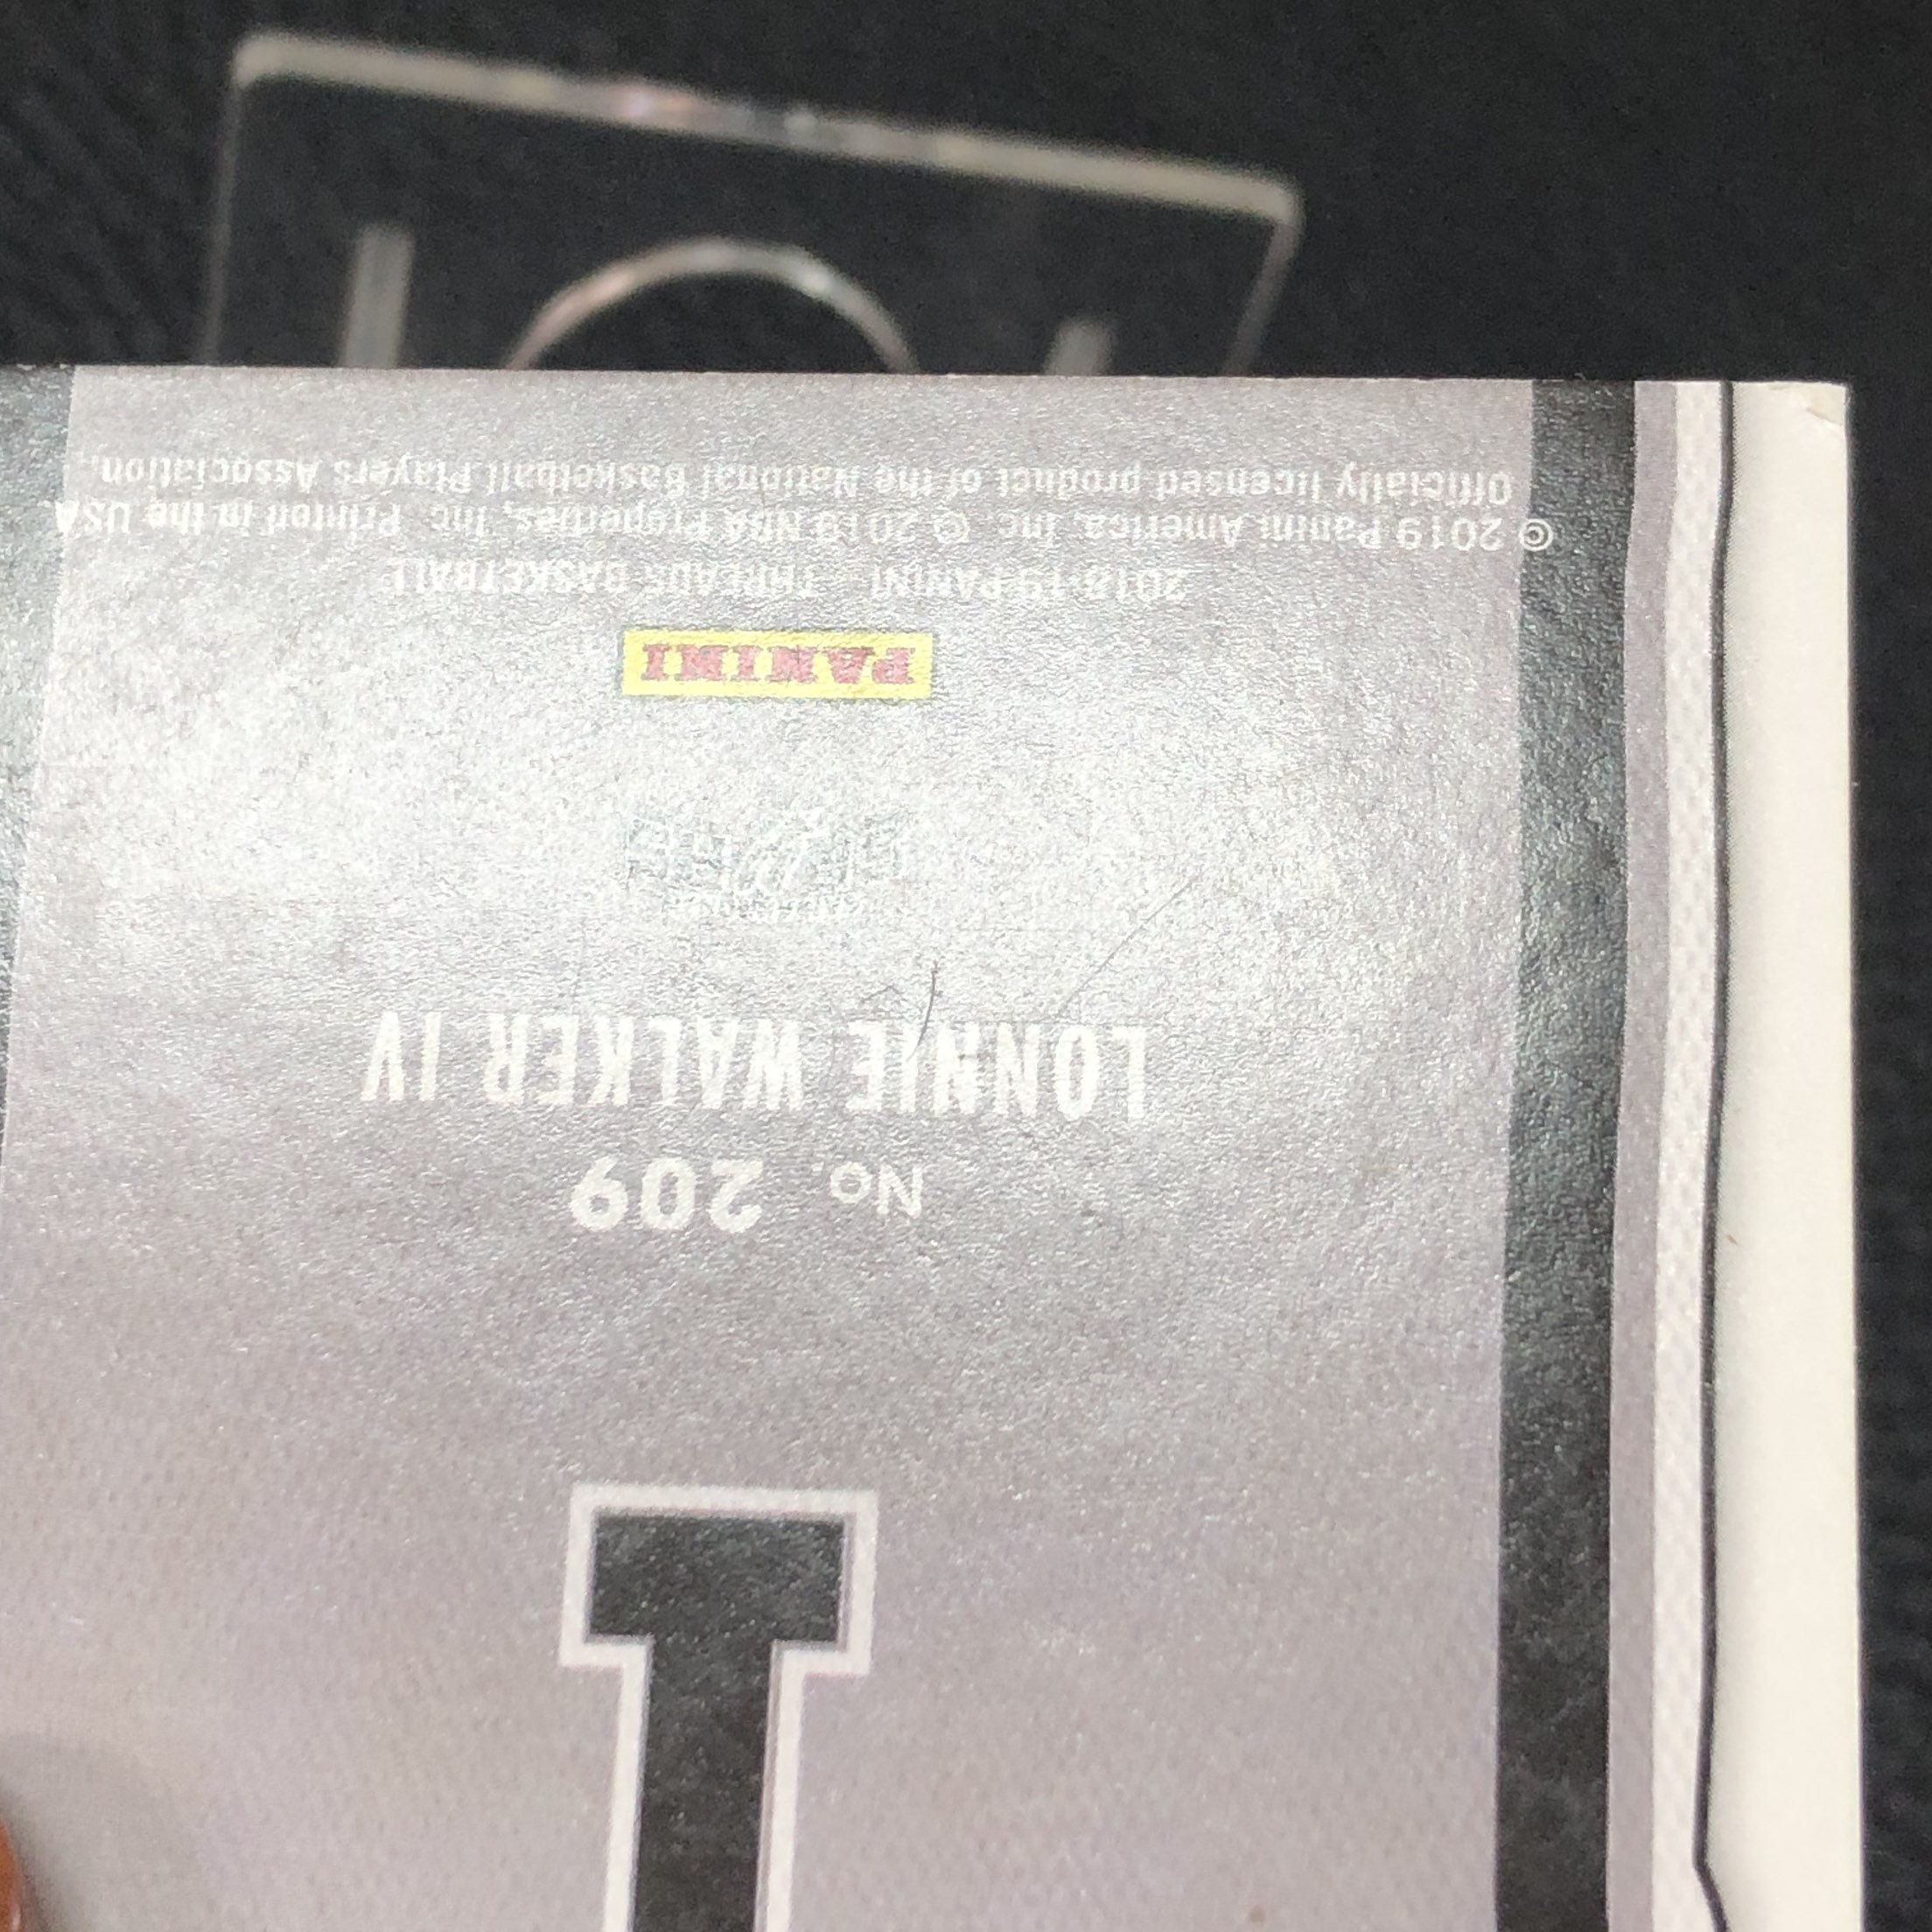 1
No. 209
LONNIE WALKER IV
PANINI
2018-19 PANINI - THREADS BASKETBALL
© 2019 Panini America, Inc. © 2019 NBA Properties, Inc. Printed in the USA
Officially licensed product of the National Basketball Players Association.